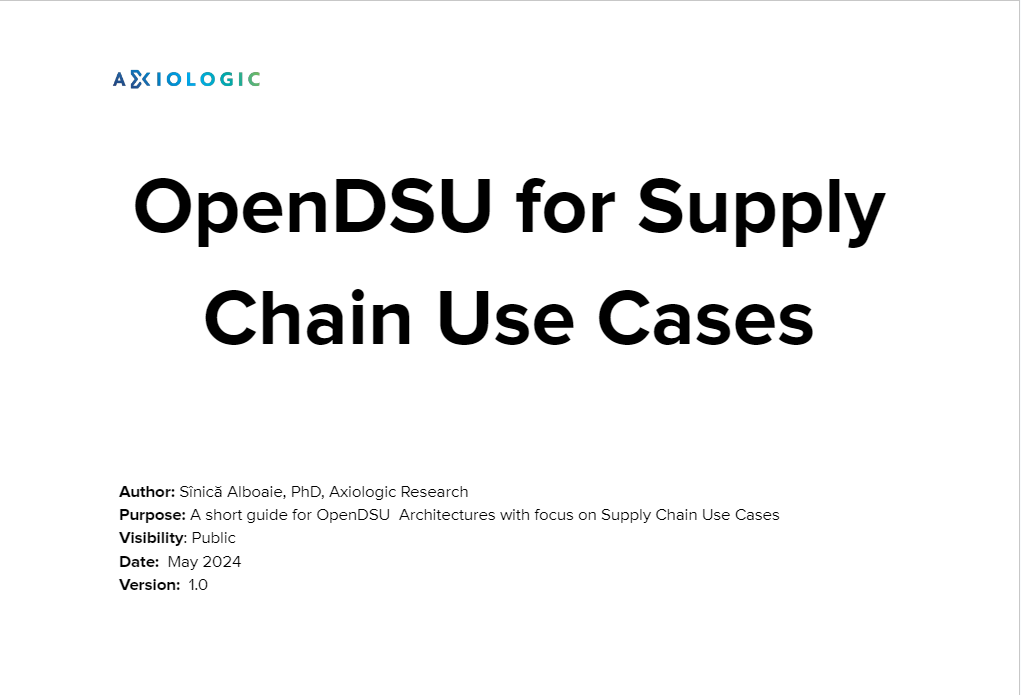 AXIOLOGIC
OpenDSU for Supply
Chain Use Cases
Author: Sînică Alboaie, PhD, Axiologic Research
Purpose: A short guide for OpenDSU  Architectures with focus on Supply Chain Use Cases
Visibility: Public
Date:  May 2024
Version:  1.0